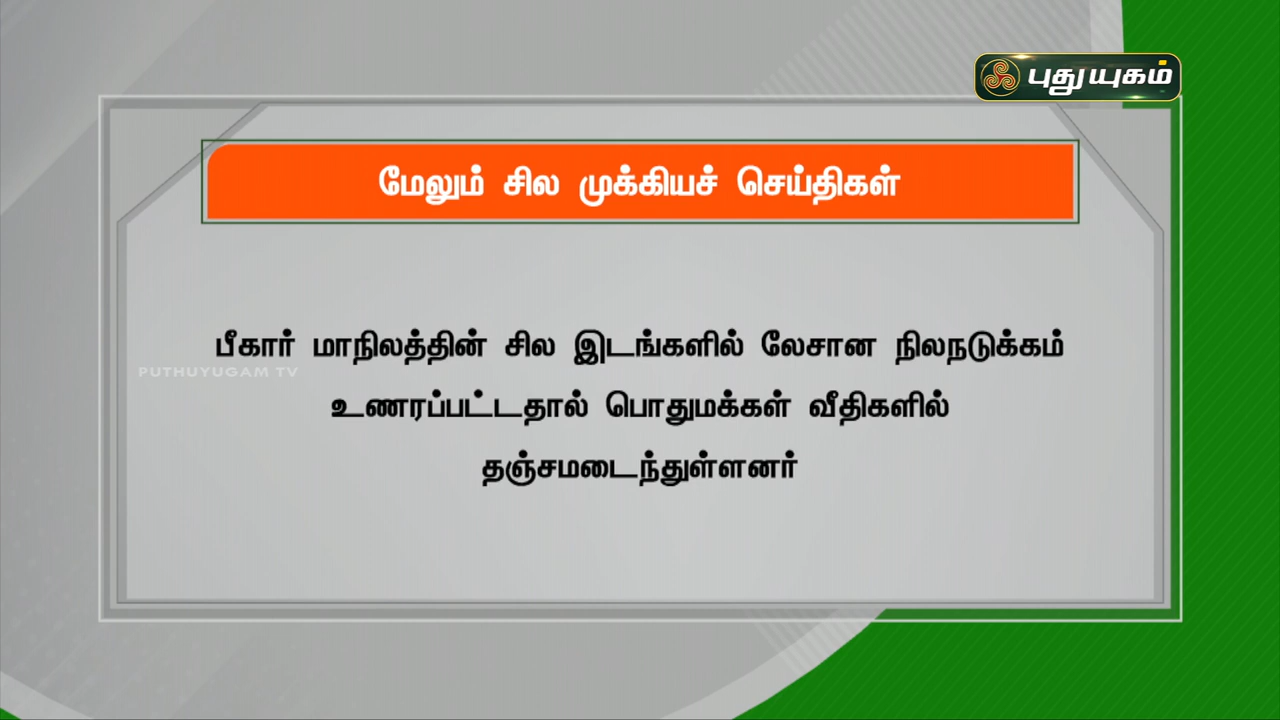 புதுயுகம்
மேலும் சில முக்கியச் செய்திகள்
பீகார் மாநிலத்தின் சில இடங்களில் லேசான நிலநடுக்கம்
PUTHUYUGAM TV
உணரப்பட்டதால் பொதுமக்கள் வீதிகளில்
தஞ்சமடைந்துள்ளனர்